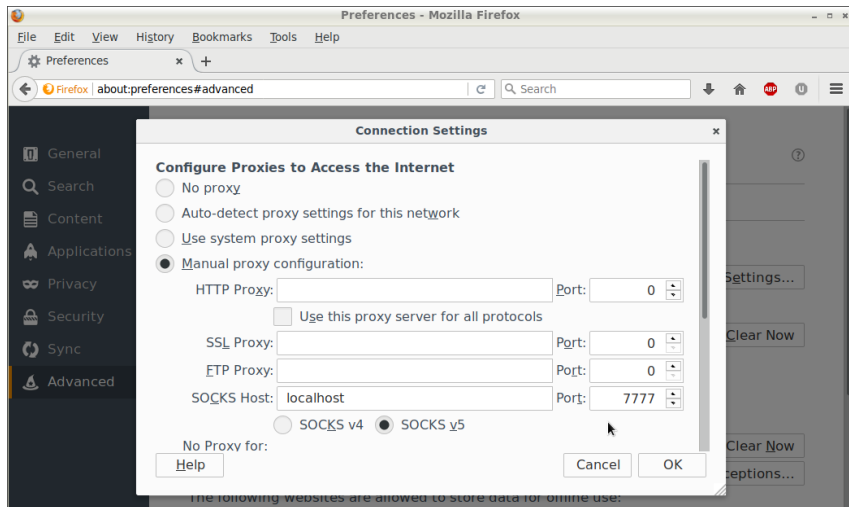 Preferences - Mozilla Firefox
File Edit View History Bookmarks Tools Help
Preferences
Firefox about:preferences#advanced Search
ABP
Connection Settings
General
Search
Content
Applications
Privacy
Security
Sync
Advanced
Configure Proxies to Access the Internet
No proxy
Auto-detect proxy settings for this network
Use system proxy settings
Manual proxy configuration:
HTTP Proxy: Port: 0
Use this proxy server for all protocols
SSL Proxy: Port: 0
FTP Proxy: Port: 0
SOCKS Host: localhost Port: 7777
SOCKS v4 SOCKS v5
No Proxy for:
Help Cancel OK
Settings...
Clear Now
Clear Now
ceptions...
The following websites are allowed to store data for offline use: